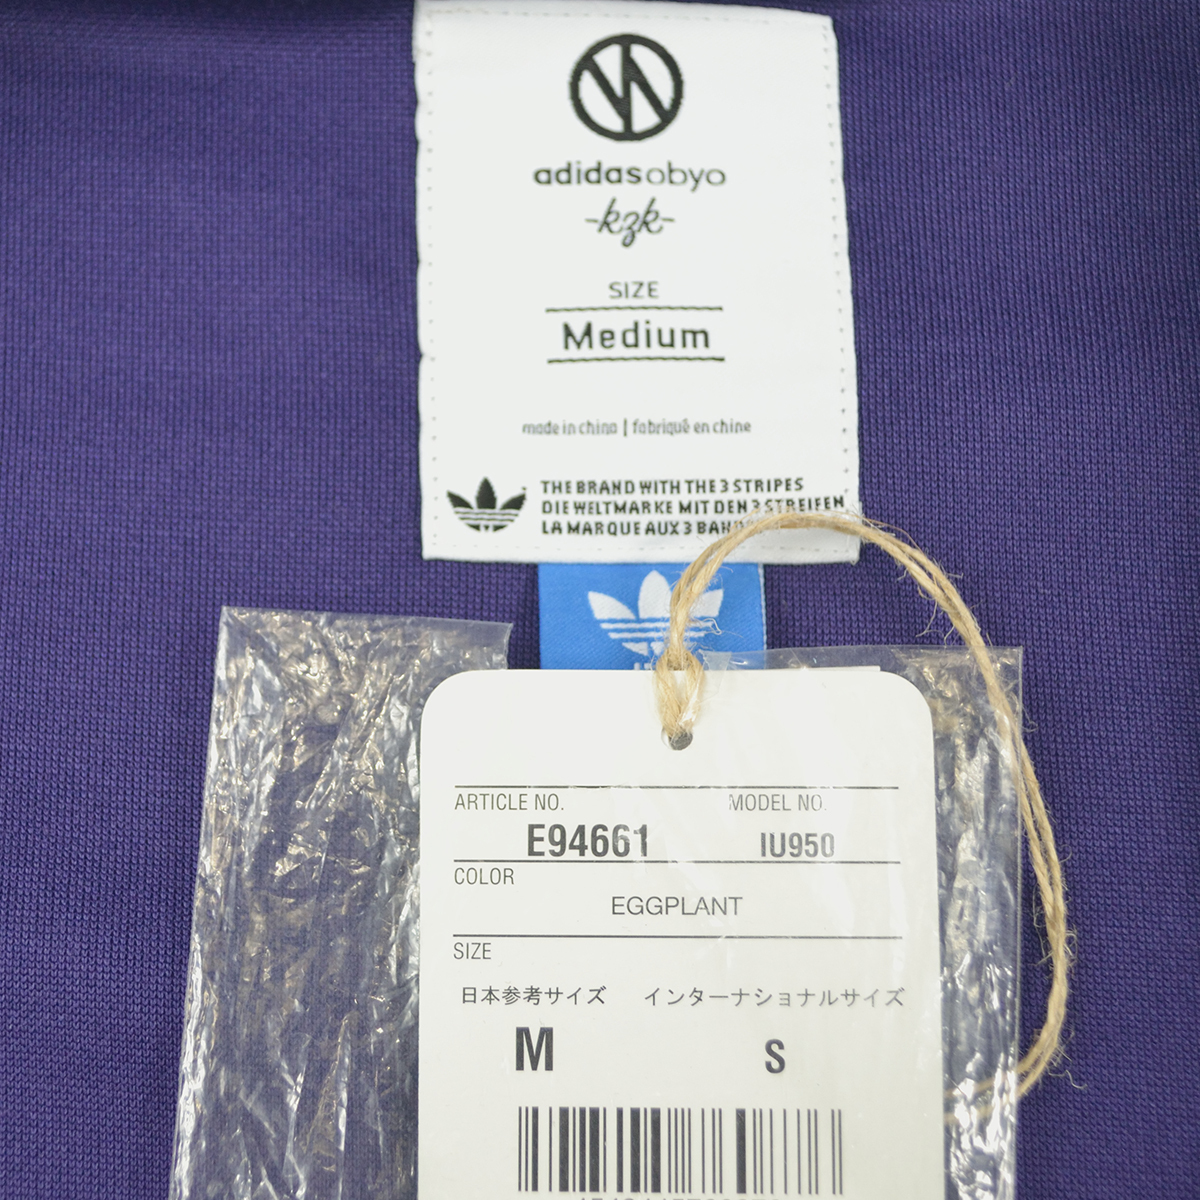 adidasobyo
-kzk-
SIZE
Medium
made in china | fabriqué en chine
THE BRAND WITH THE 3 STRIPES
DIE WELTMARKE MIT DEN 3 STREIFEN
LA MARQUE AUX 3
ARTICLE NO. MODEL NO.
E94661 IU950
COLOR
EGGPLANT
SIZE
日本参考サイズ インターナショナルサイズ
M S